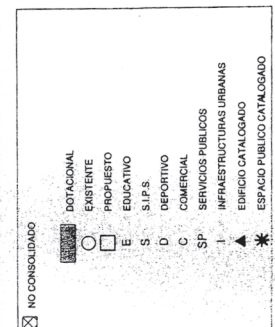 NO CONSOLIDADO
DOTACIONAL
EXISTENTE
PROPUESTO
E EDUCATIVO
S S.I.P.S.
D DEPORTIVO
C COMERCIAL
SP SERVICIOS PUBLICOS
I INFRAESTRUCTURAS URBANAS
EDIFICIO CATALOGADO
ESPACIO PUBLICO CATALOGADO